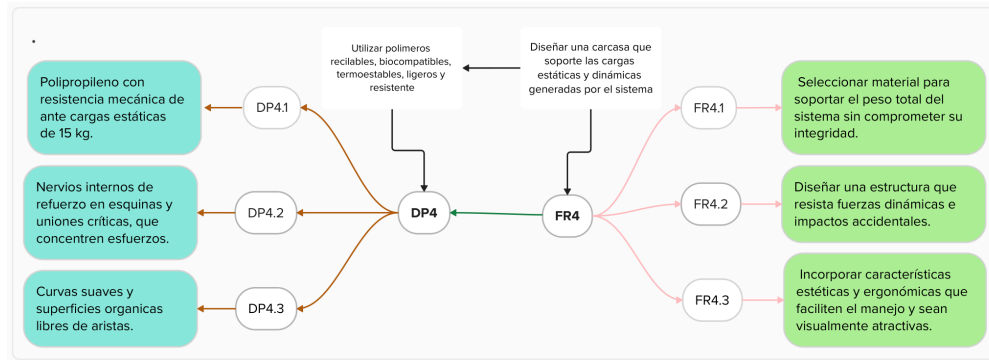 .
Utilizar polimeros
recilables, biocompatibles,
termoestables, ligeros y
resistente
Diseñar una carcasa que
soporte las cargas
estáticas y dinámicas
generadas por el sistema
Polipropileno con
resistencia mecánica de
ante cargas estáticas
de 15 kg.
DP4.1
FR4.1
Seleccionar material para
soportar el peso total del
sistema sin comprometer su
integridad.
Nervios internos de
refuerzo en esquinas y
uniones críticas, que
concentren esfuerzos.
DP4.2
DP4
FR4
FR4.2
Diseñar una estructura que
resista fuerzas dinámicas e
impactos accidentales.
Curvas suaves y
superficies organicas
libres de aristas.
DP4.3
FR4.3
Incorporar características
estéticas y ergonómicas que
faciliten el manejo y sean
visualmente atractivas.